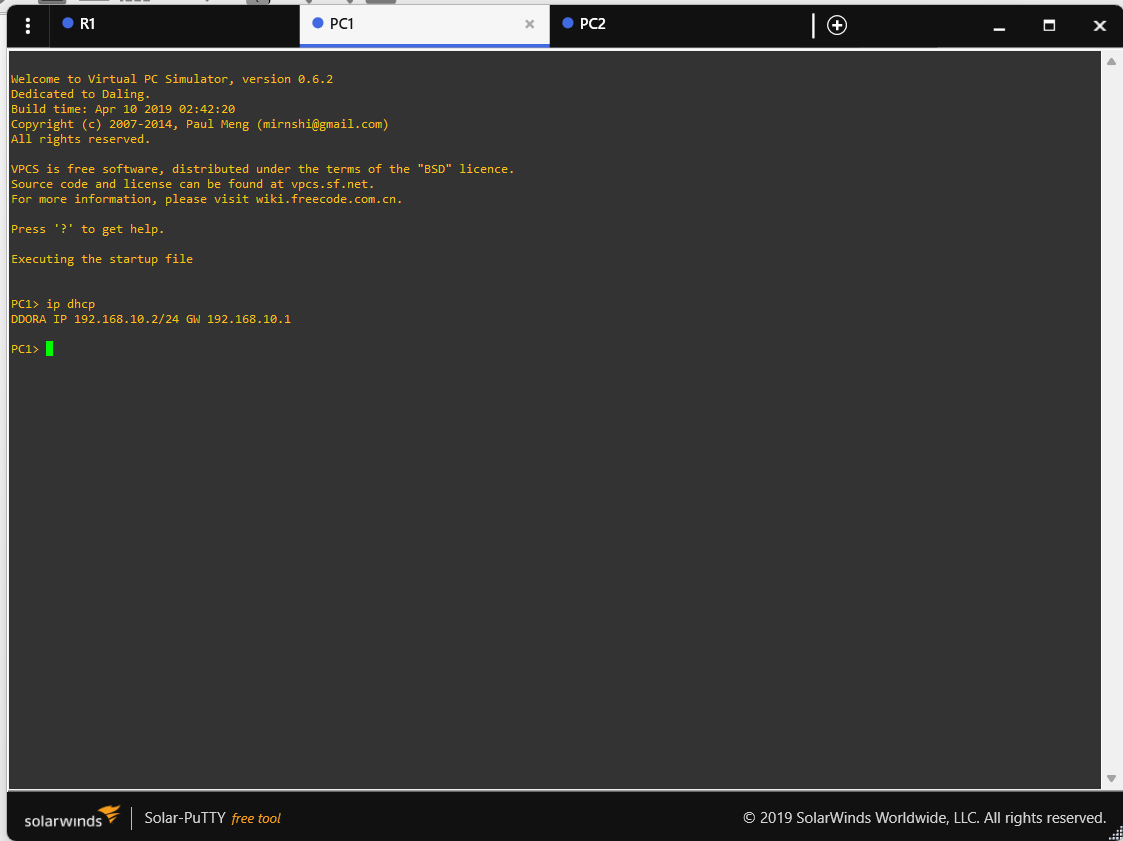 R1
PC1
PC2
Welcome to Virtual PC Simulator, version 0.6.2
Dedicated to Daling.
Build time: Apr 10 2019 02:42:20
Copyright (c) 2007-2014, Paul Meng (mirnshi@gmail.com)
All rights reserved.
VPCS is free software, distributed under the terms of the "BSD" licence.
Source code and license can be found at vpcs.sf.net.
For more information, please visit wiki.freecode.com.cn.
Press '?' to get help.
Executing the startup file
PC1> ip dhcp
DDORA IP 192.168.10.2/24 GW 192.168.10.1
PC1>
solarwinds
Solar-PuTTY free tool
© 2019 SolarWinds Worldwide, LLC. All rights reserved.